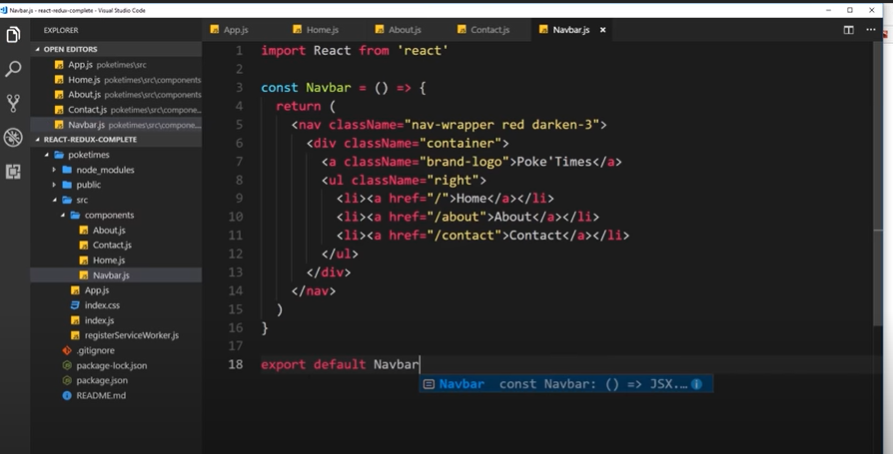 Navbar.js - react-redux-complete - Visual Studio Code
EXPLORER
OPEN EDITORS
App.js poketimes\src
Home.js poketimes\src\components
About.js poketimes\src\components
Contact.js poketimes\src\compone...
Navbar.js poketimes\src\compone...
REACT-REDUX-COMPLETE
poketimes
node_modules
public
src
components
About.js
Contact.js
Home.js
Navbar.js
App.js
index.css
index.js
registerServiceWorker.js
.gitignore
package-lock.json
package.json
README.md
App.js Home.js About.js Contact.js Navbar.js
1 import React from 'react'
2
3 const Navbar = () => {
4 return (
5 <nav className="nav-wrapper red darken-3">
6 <div className="container">
7 <a className="brand-logo">Poke'Times</a>
8 <ul className="right">
9 <li><a href="/">Home</a></li>
10 <li><a href="/about">About</a></li>
11 <li><a href="/contact">Contact</a></li>
12 </ul>
13 </div>
14 </nav>
15 )
16 }
17
18 export default Navbar
Navbar const Navbar: () => JSX....